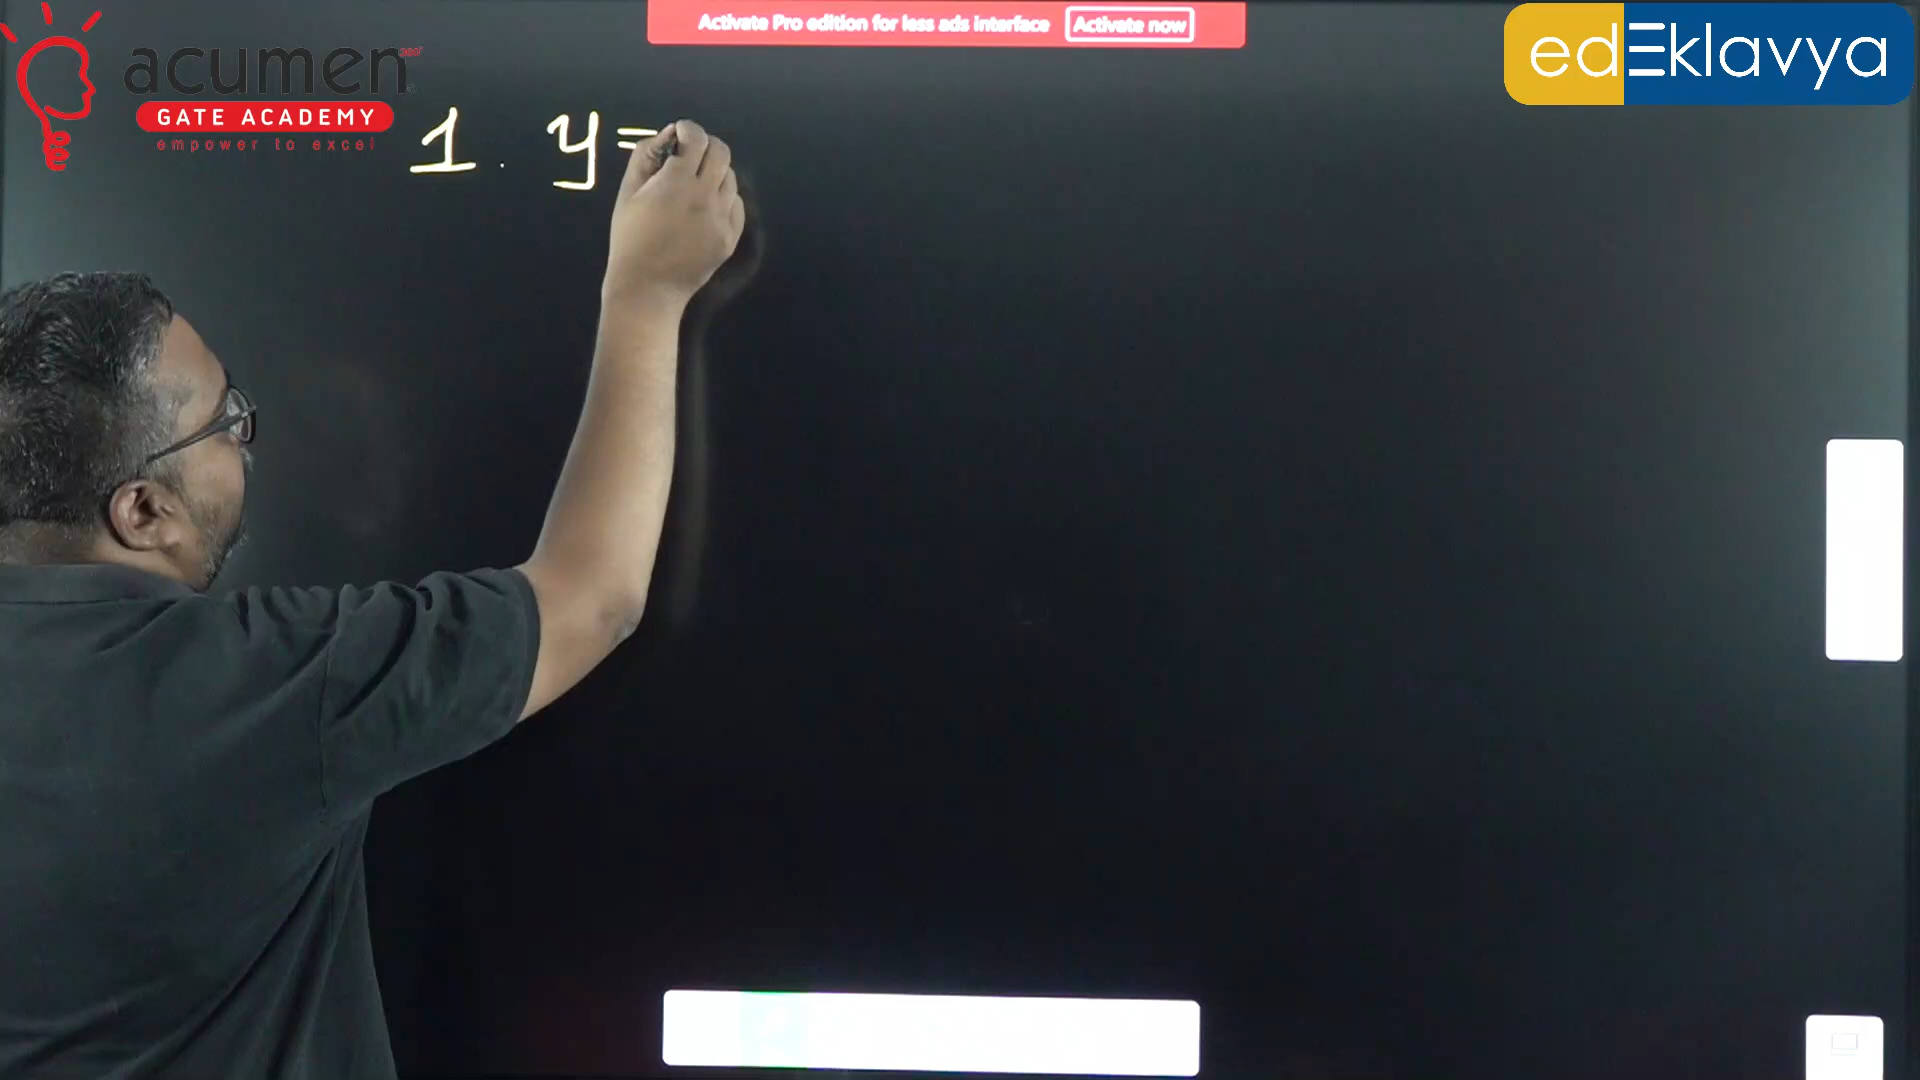 Activate Pro edition for less ads interface Activate now
edEklavya
acumen
GATE ACADEMY
empower to excel
1. y=